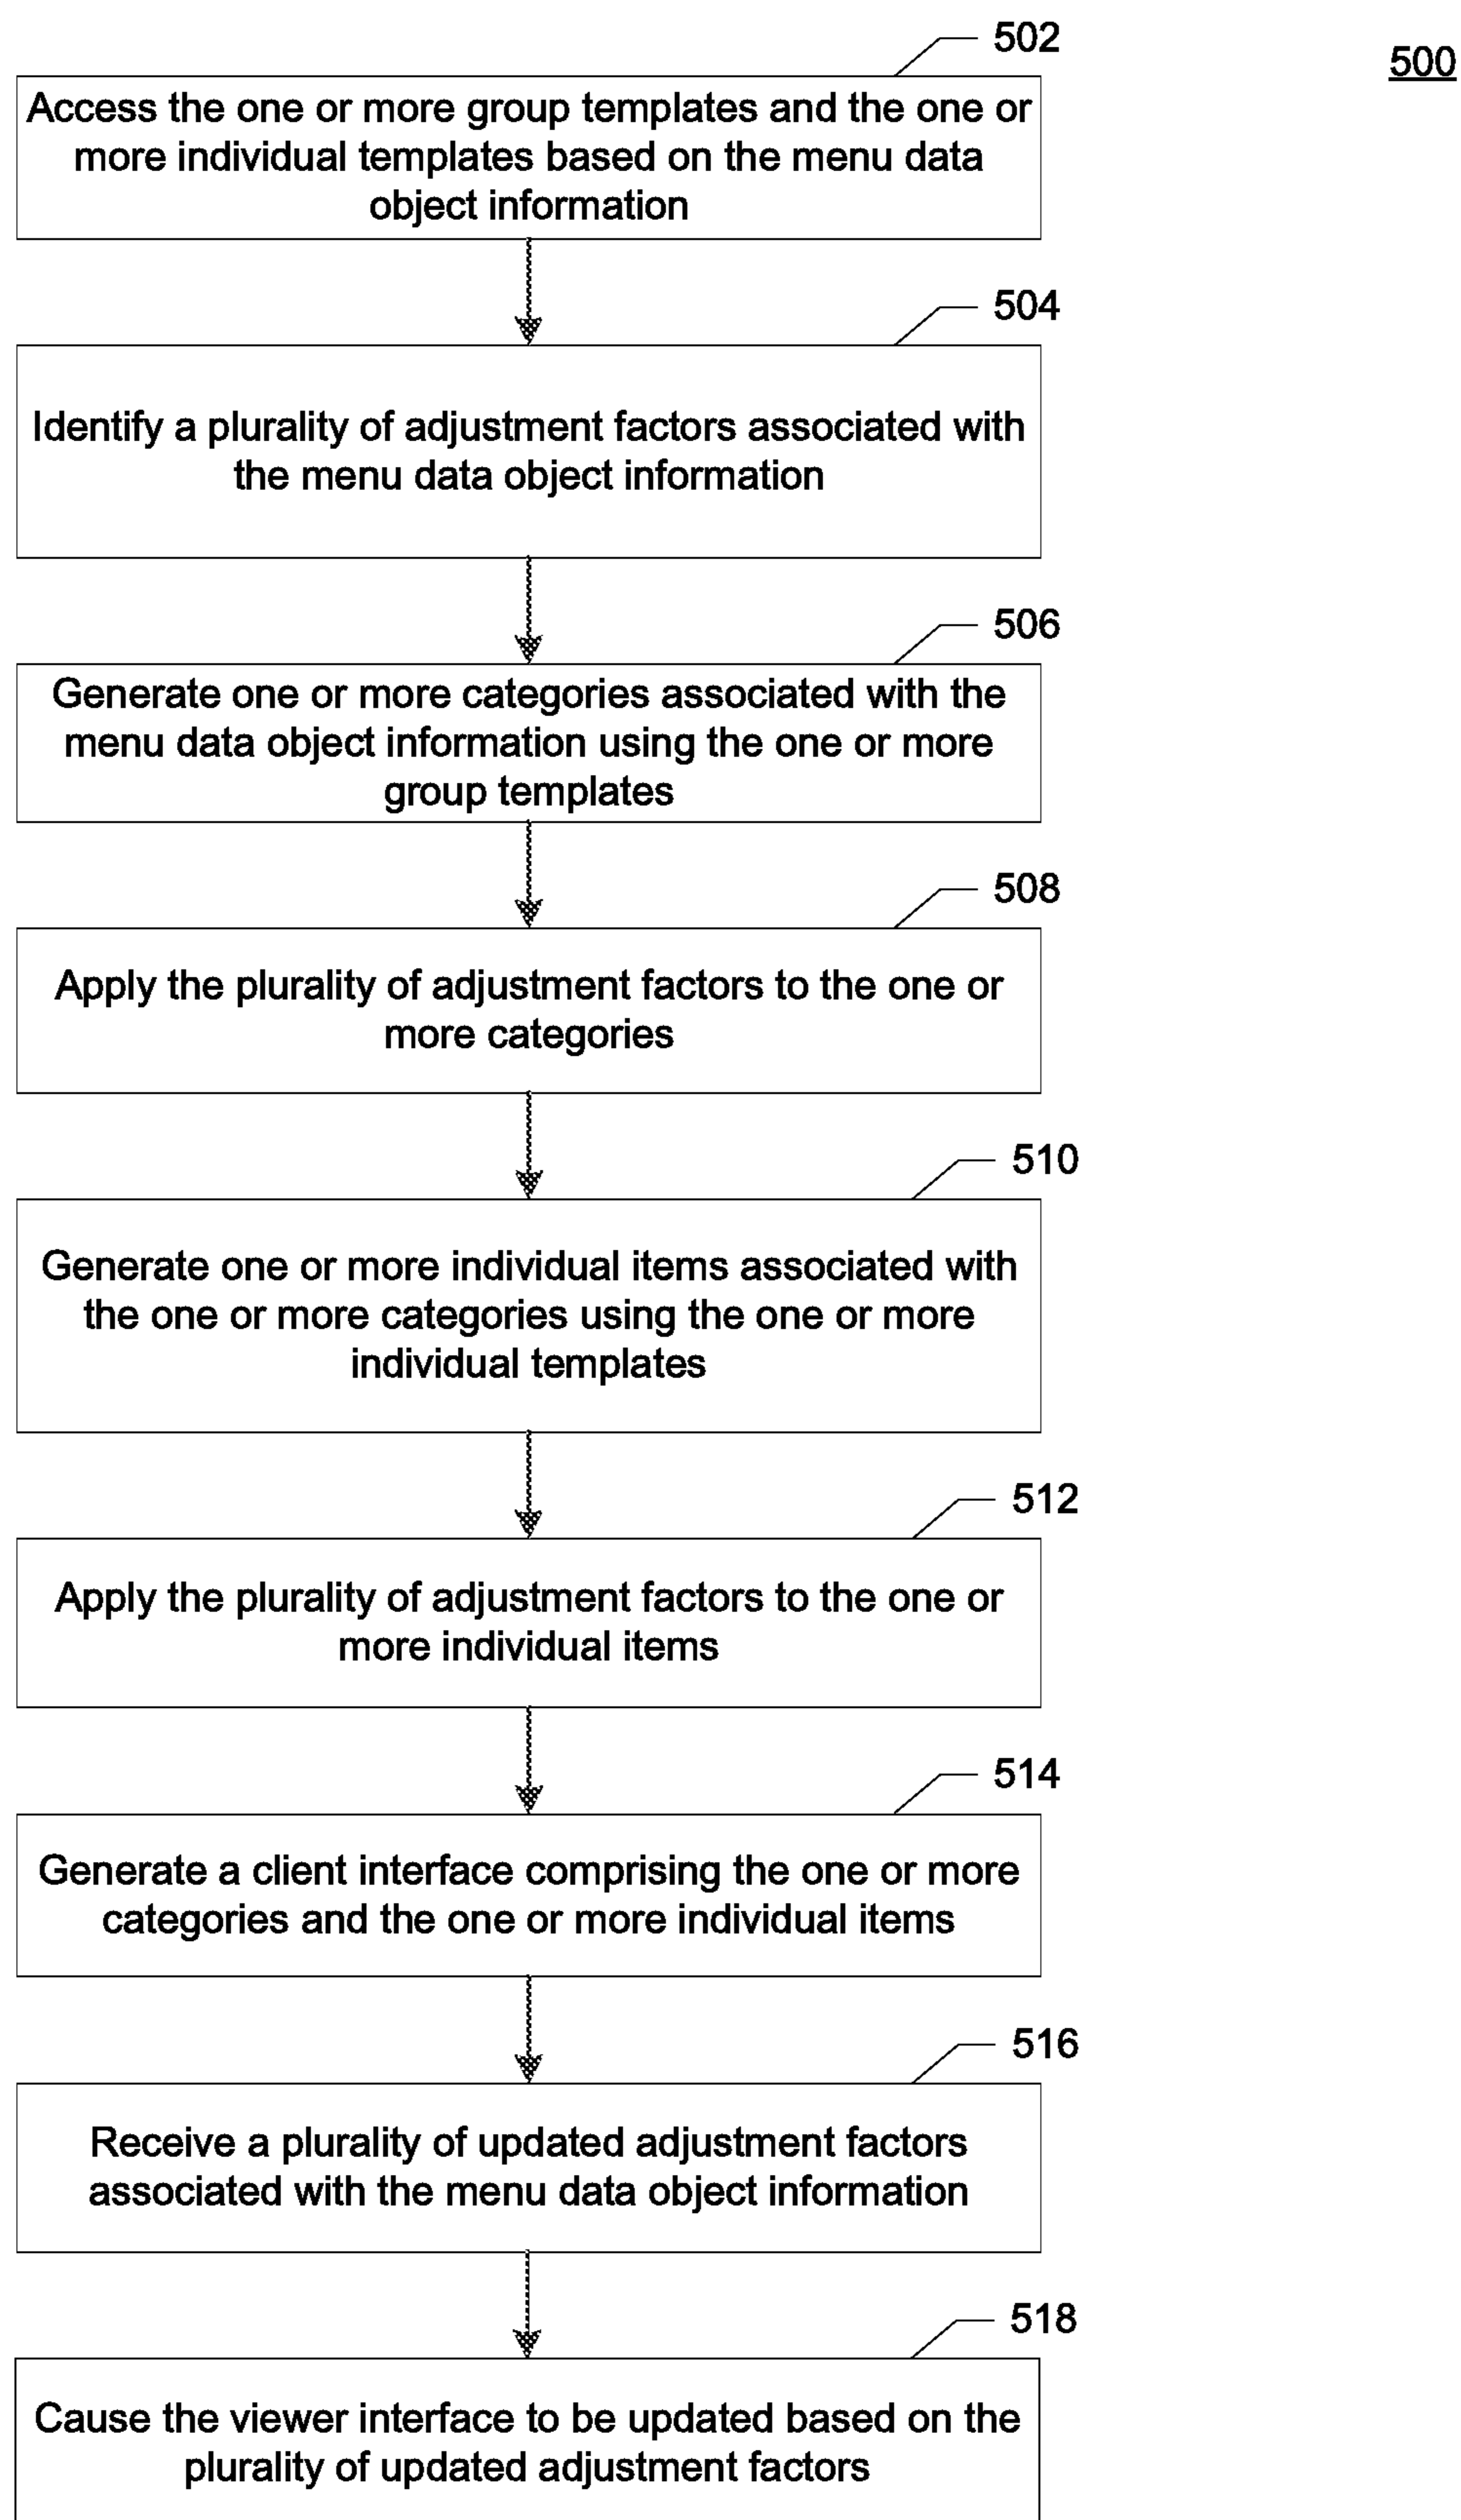 502
500
Access the one or more group templates and the one or
more individual templates based on the menu data
object information
504
Identify a plurality of adjustment factors associated with
the menu data object information
506
Generate one or more categories associated with the
menu data object information using the one or more
group templates
508
Apply the plurality of adjustment factors to the one or
more categories
510
Generate one or more individual items associated with
the one or more categories using the one or more
individual templates
512
Apply the plurality of adjustment factors to the one or
more individual items
514
Generate a client interface comprising the one or more
categories and the one or more individual items
516
Receive a plurality of updated adjustment factors
associated with the menu data object information
518
Cause the viewer interface to be updated based on the
plurality of updated adjustment factors